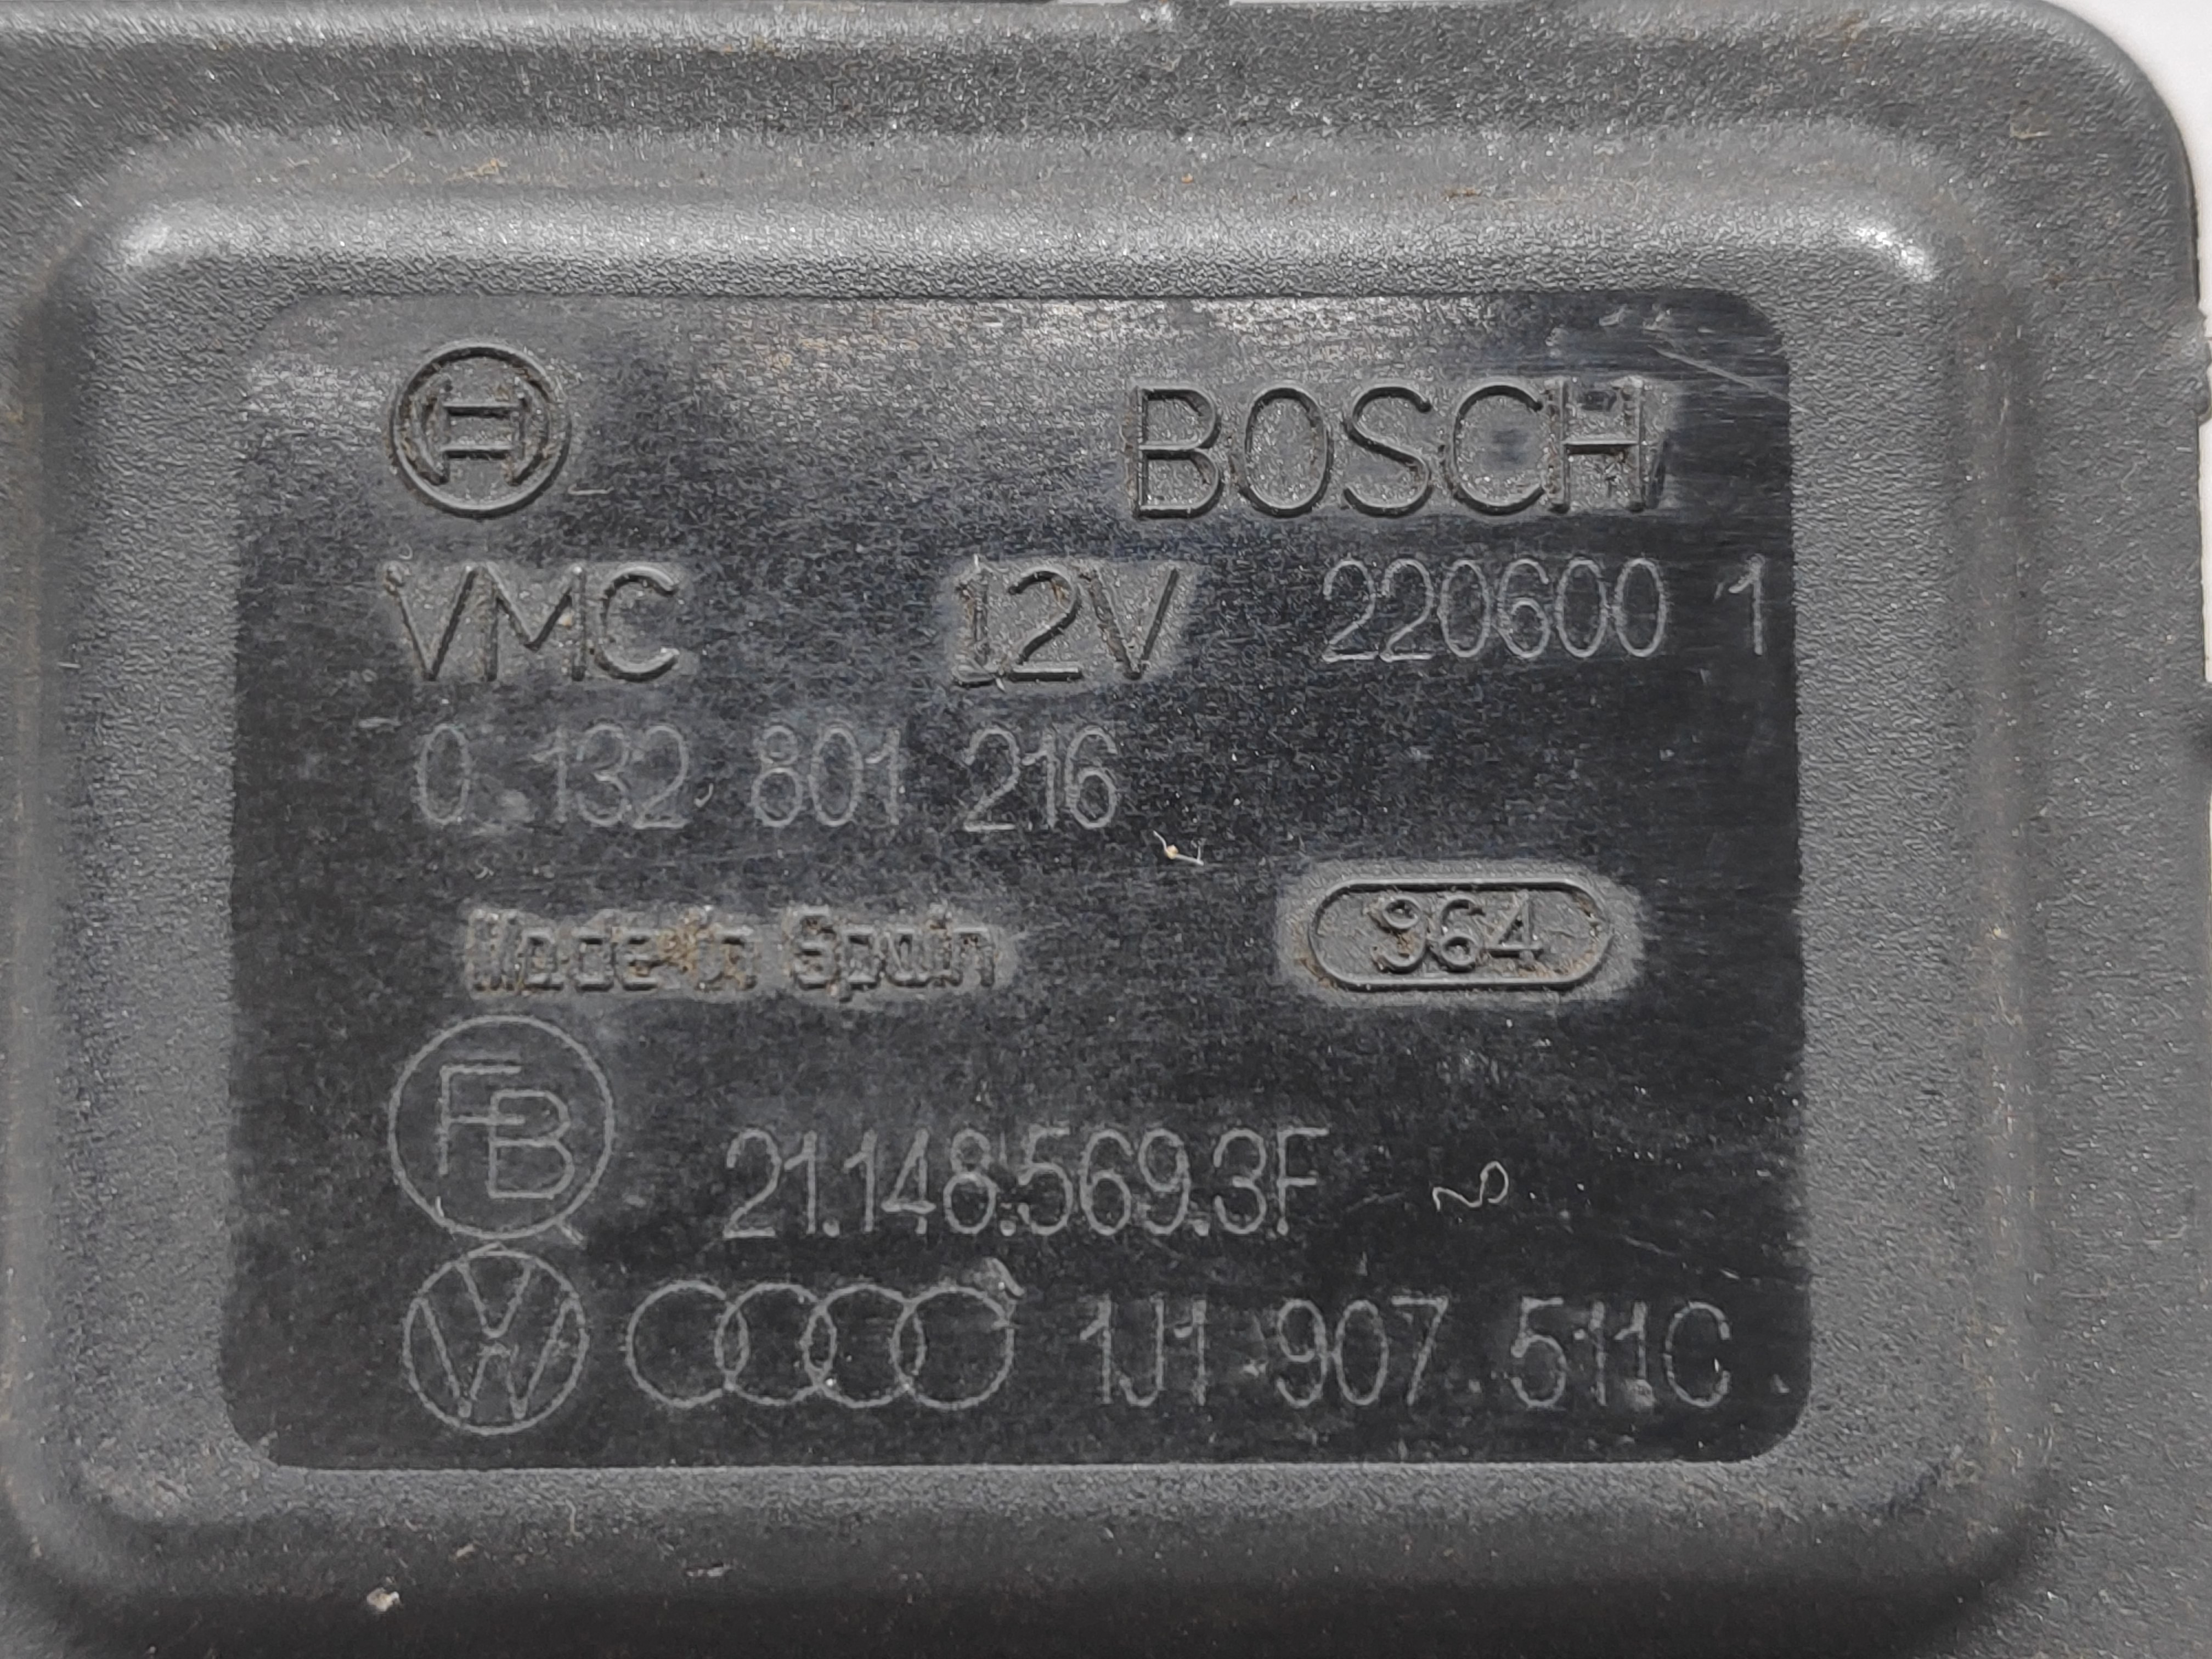 BOSCH
VMC 12V 220600 1
0 132 801 216
Made in Spain 964
FB 21.148.569.3F
VW 1J1 907 511C